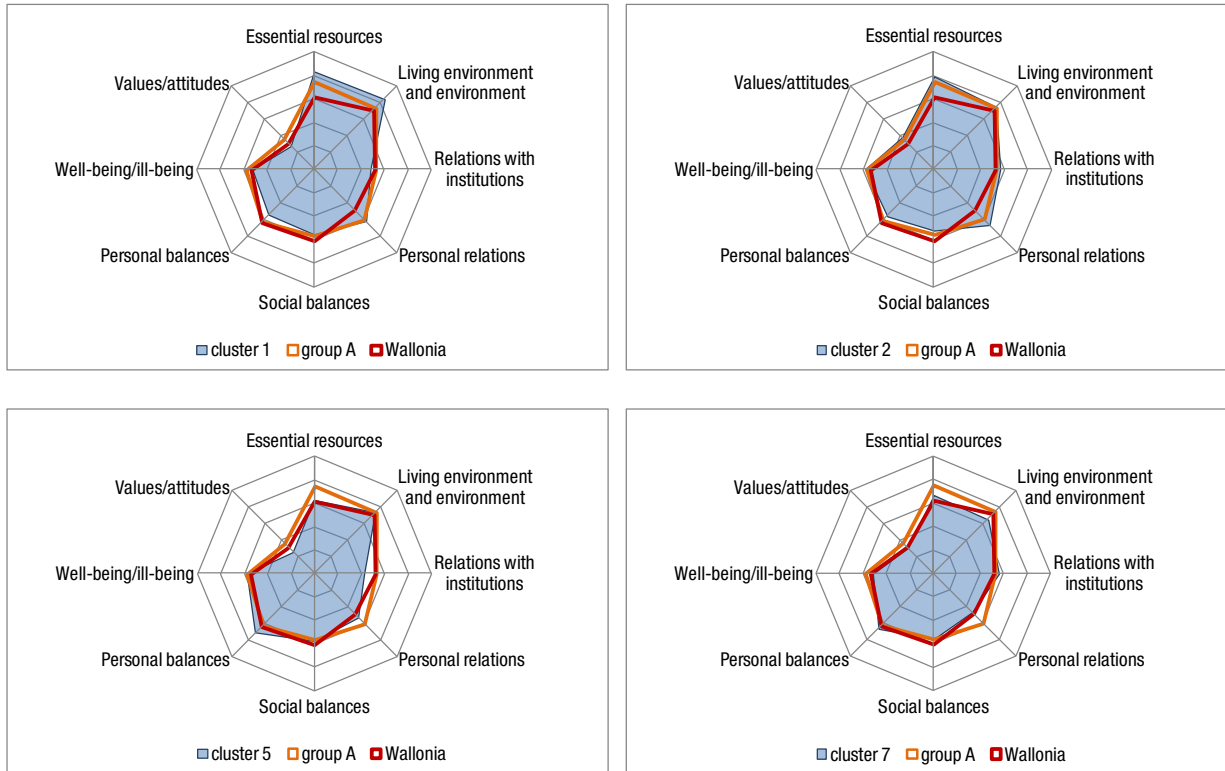 Essential resources
Values/attitudes
Living environment
and environment
Well-being/ill-being
Relations with
institutions
Personal balances
Personal relations
Social balances
cluster 1 group A Wallonia
Essential resources
Values/attitudes
Living environment
and environment
Well-being/ill-being
Relations with
institutions
Personal balances
Personal relations
Social balances
cluster 2 group A Wallonia
Essential resources
Values/attitudes
Living environment
and environment
Well-being/ill-being
Relations with
institutions
Personal balances
Personal relations
Social balances
cluster 5 group A Wallonia
Essential resources
Values/attitudes
Living environment
and environment
Well-being/ill-being
Relations with
institutions
Personal balances
Personal relations
Social balances
cluster 7 group A Wallonia